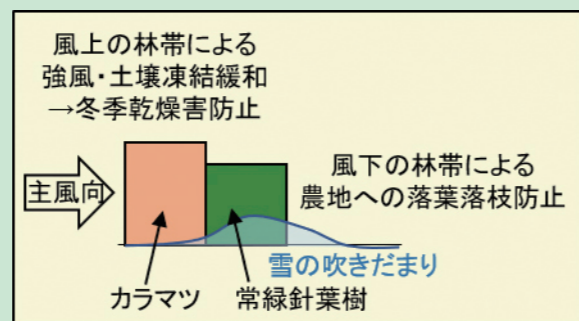 風上の林帯による
強風・土壌凍結緩和
→冬季乾燥害防止
主風向
風下の林帯による
農地への落葉落枝防止
雪の吹きだまり
カラマツ
常緑針葉樹